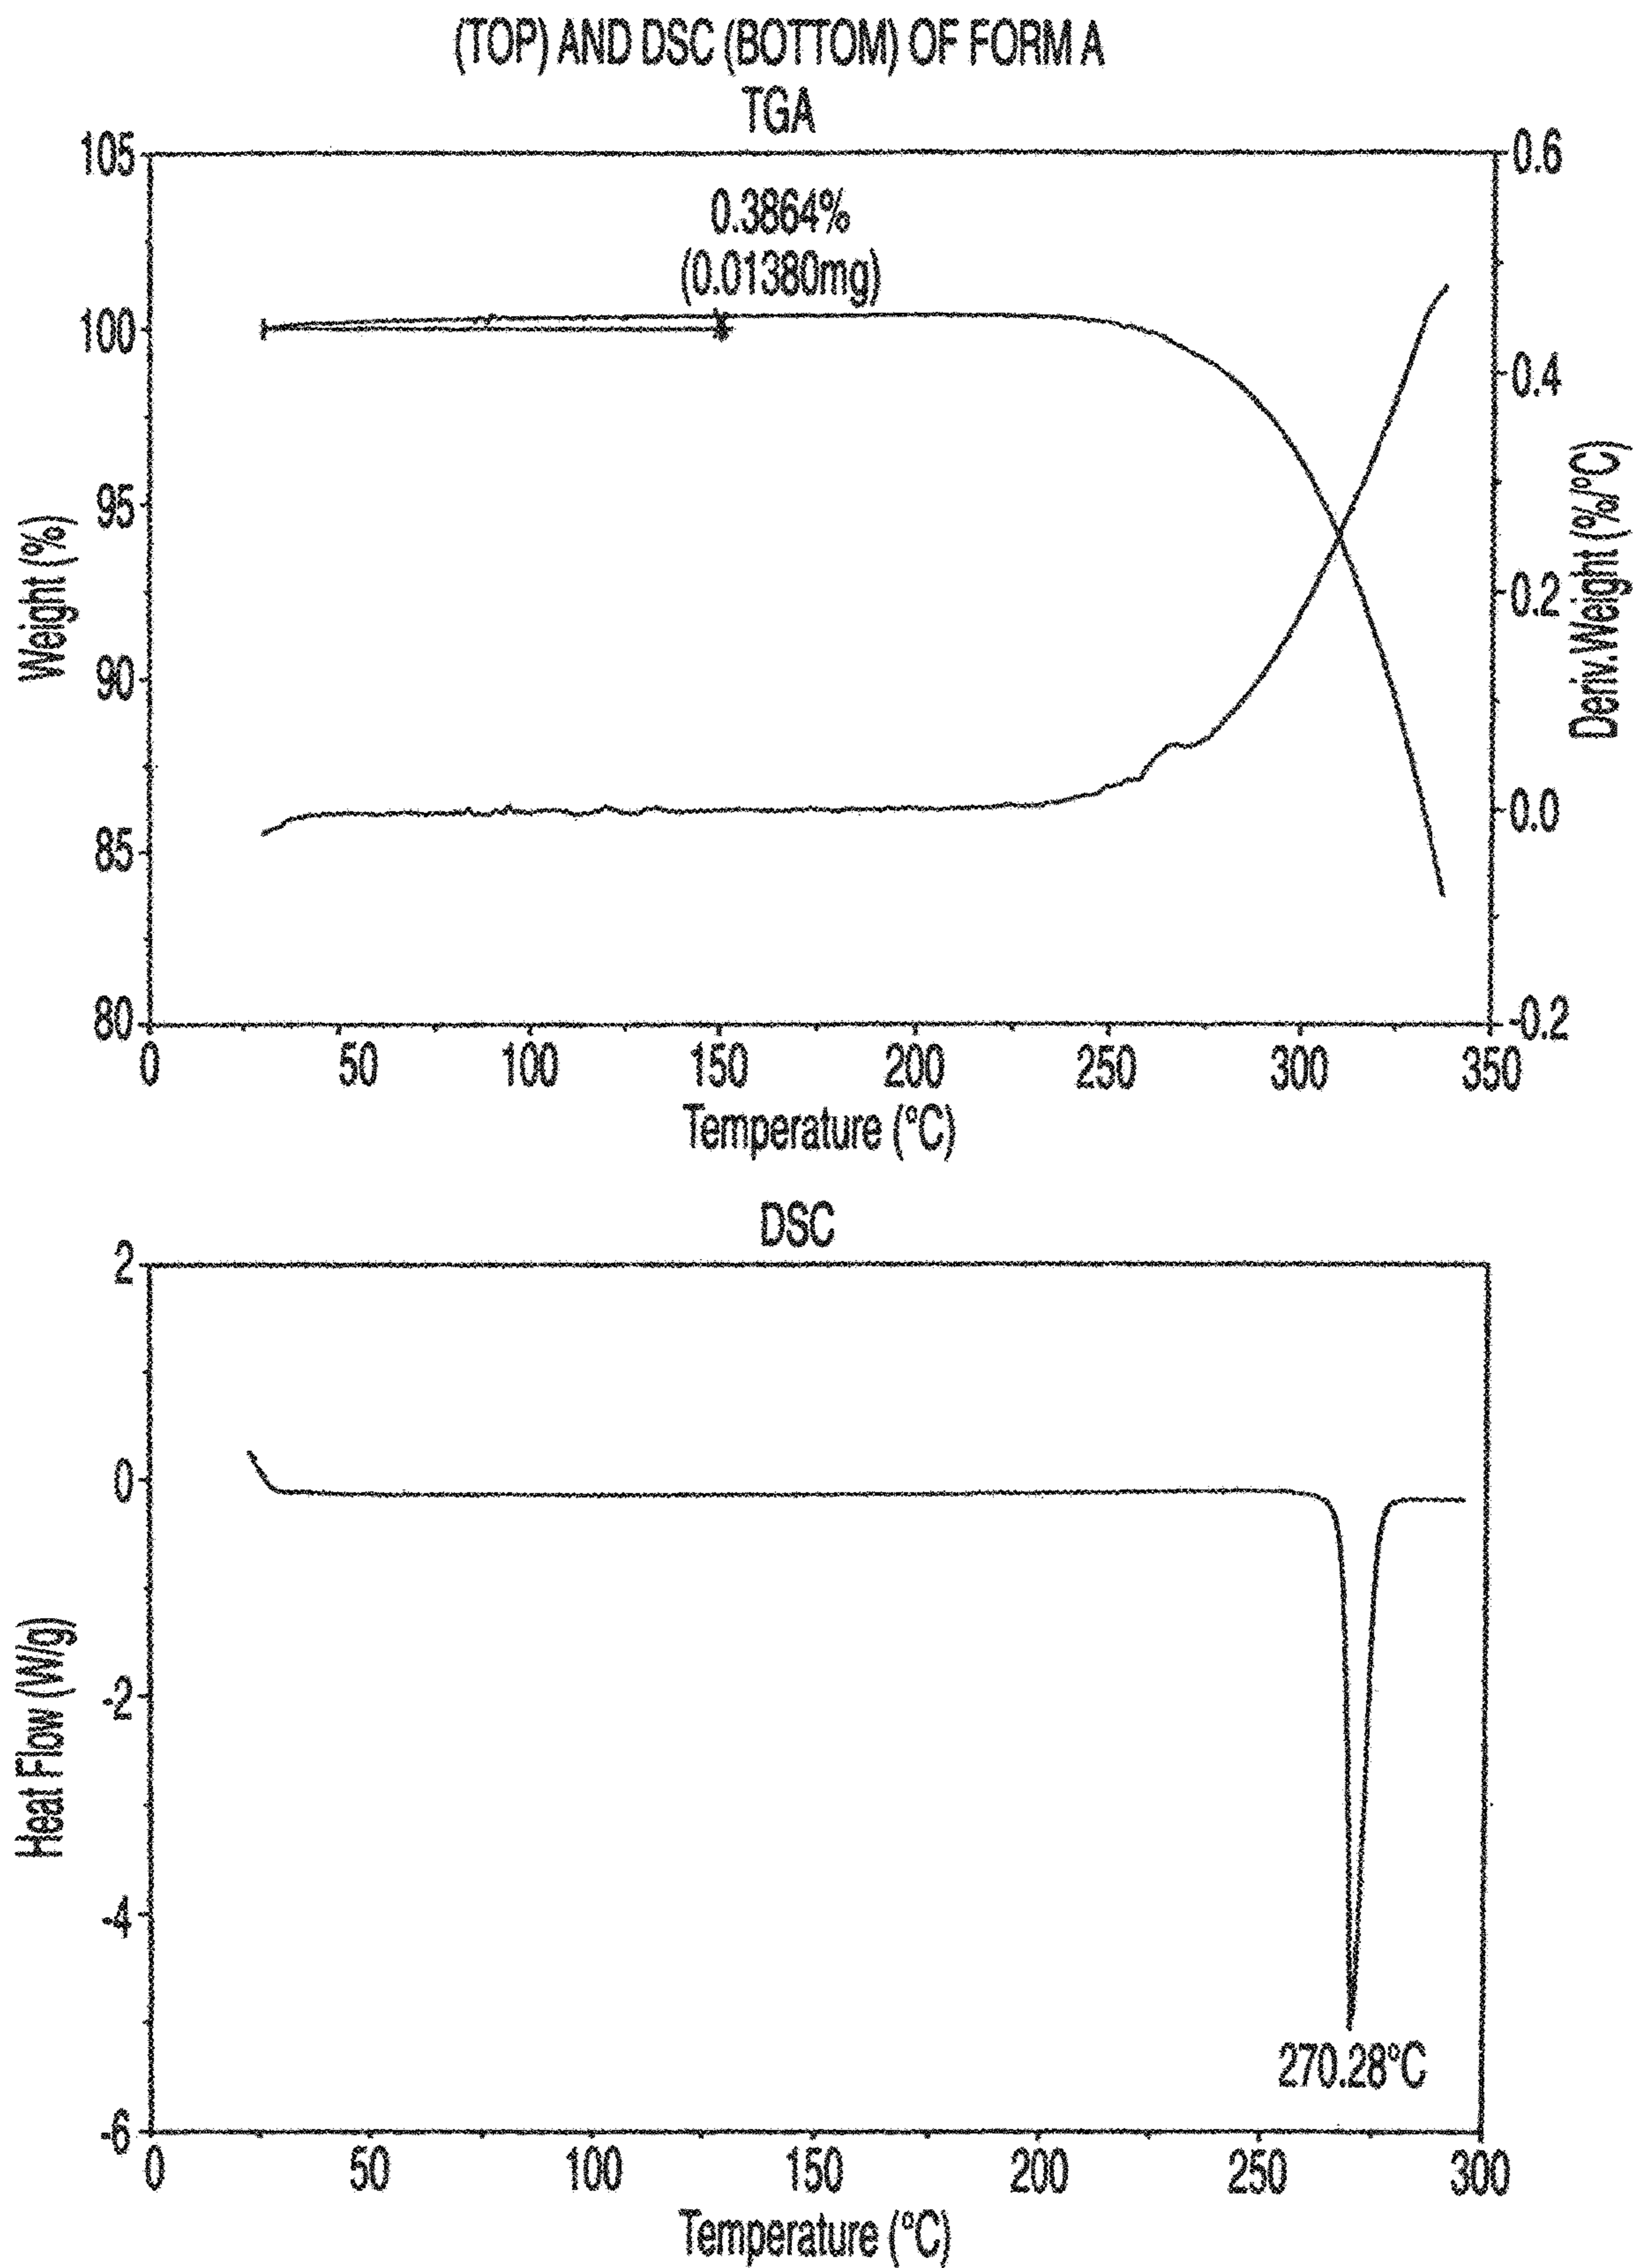 (TOP) AND DSC (BOTTOM) OF FORM A
TGA
105
100
95
90
85
80
Weight (%)
0.3864%
(0.01380mg)
0.6
0.4
0.2
0.0
-0.2
Deriv.Weight (%/°C)
0 50 100 150 200 250 300 350
Temperature (°C)
DSC
2
0
-2
-4
-6
Heat Flow (W/g)
270.28°C
0 50 100 150 200 250 300
Temperature (°C)